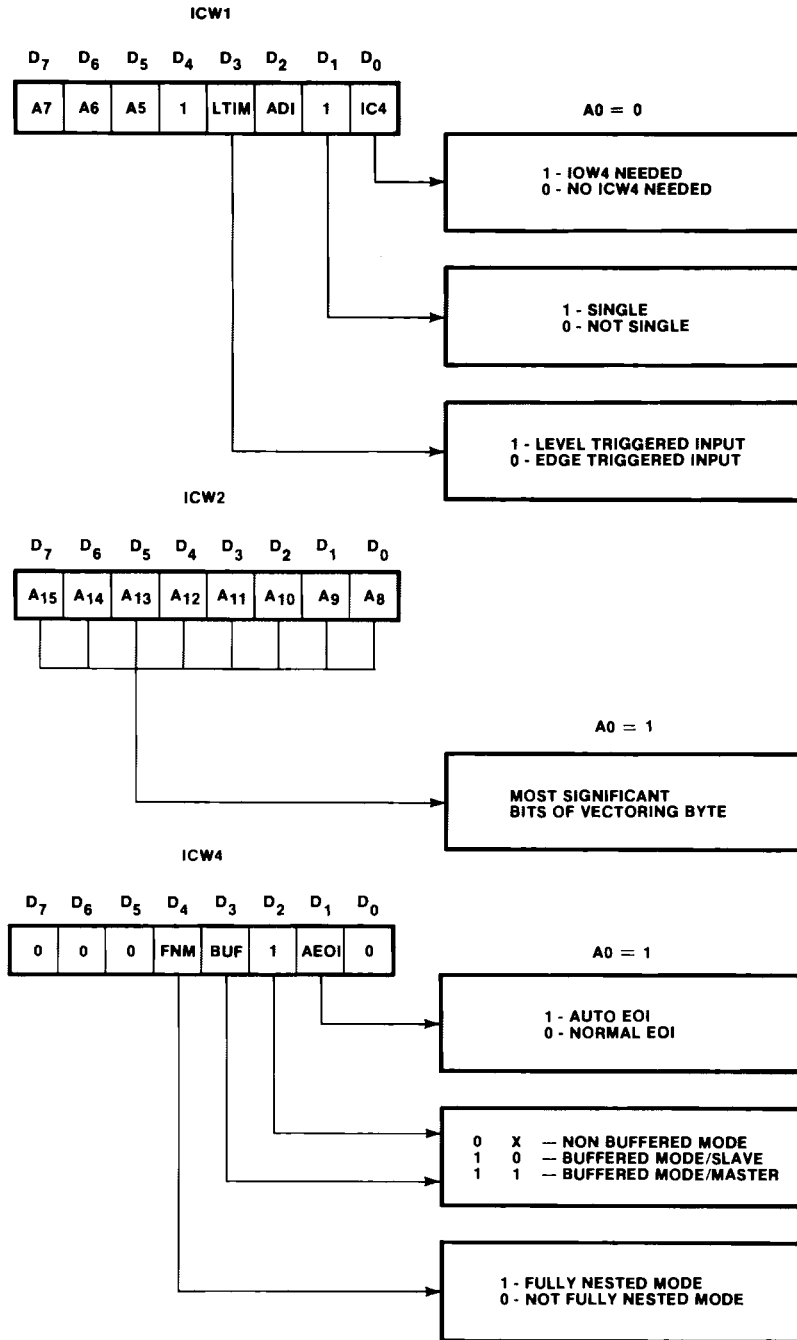 ICW1
D7 D6 D5 D4 D3 D2 D1 D0
A7 A6 A5 1 LTIM ADI 1 IC4
A0 = 0
1 - IOW4 NEEDED
0 - NO ICW4 NEEDED
1 - SINGLE
0 - NOT SINGLE
1 - LEVEL TRIGGERED INPUT
0 - EDGE TRIGGERED INPUT
ICW2
D7 D6 D5 D4 D3 D2 D1 D0
A15 A14 A13 A12 A11 A10 A9 A8
A0 = 1
MOST SIGNIFICANT
BITS OF VECTORING BYTE
ICW4
D7 D6 D5 D4 D3 D2 D1 D0
0 0 0 FNM BUF 1 AEOI 0
A0 = 1
1 - AUTO EOI
0 - NORMAL EOI
0 X — NON BUFFERED MODE
1 0 — BUFFERED MODE/SLAVE
1 1 — BUFFERED MODE/MASTER
1 - FULLY NESTED MODE
0 - NOT FULLY NESTED MODE